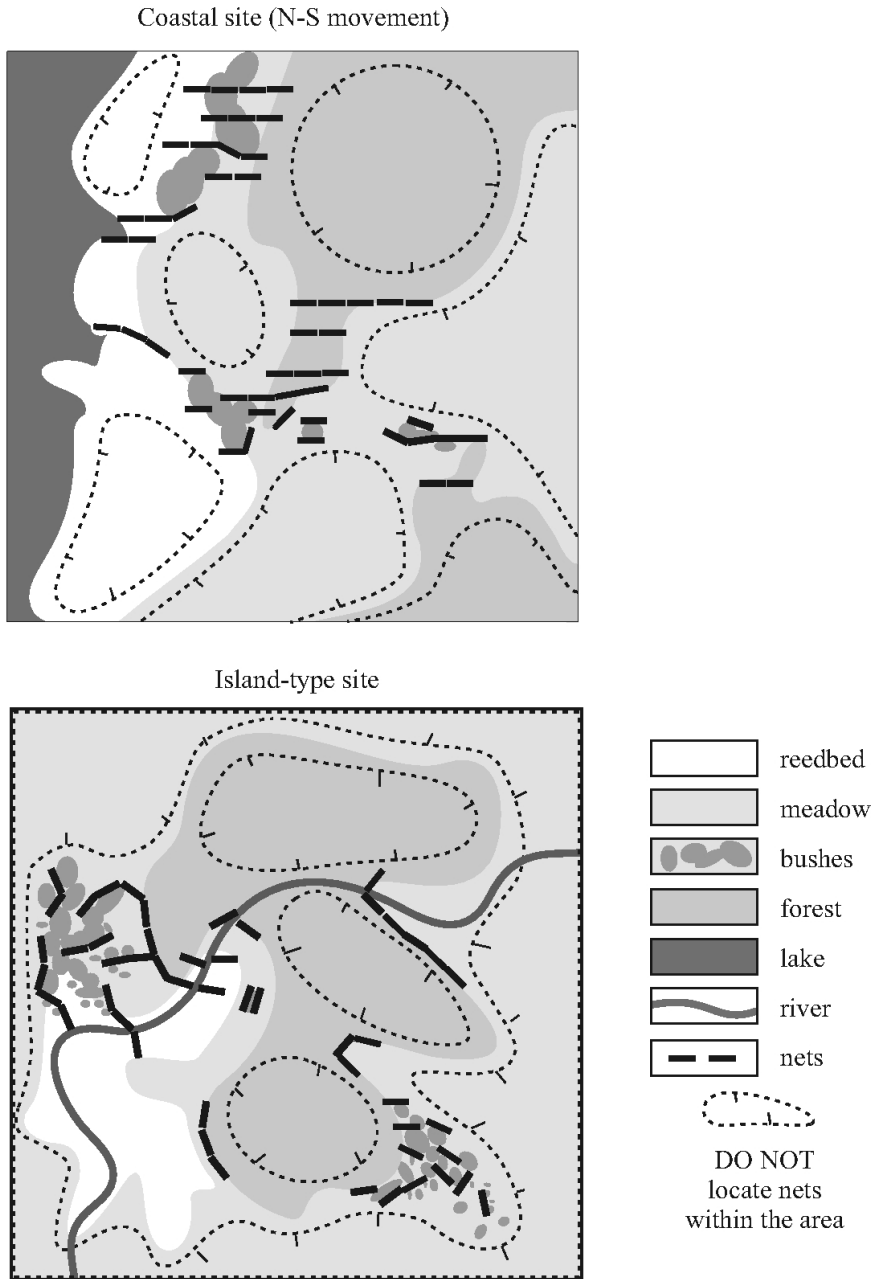 Coastal site (N-S movement)
Island-type site
reedbed
meadow
bushes
forest
lake
river
nets
DO NOT
locate nets
within the area